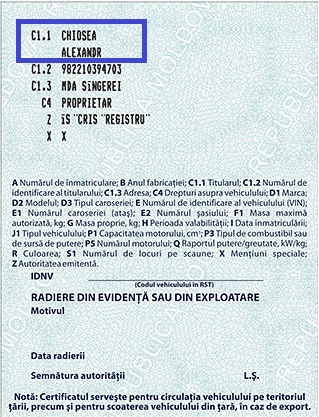 C1.1 CHIOSEA
ALEXANDR
C1.2 982210394703
C1.3 MDA SîNGEREI
C4 PROPRIETAR
Z îS "CRIS "REGISTRU"
X X
A Numărul de înmatriculare; B Anul fabricației; C1.1 Titularul; C1.2 Numărul de
identificare al titularului; C1.3 Adresa; C4 Drepturi asupra vehiculului; D1 Marca;
D2 Modelul; D3 Tipul caroseriei; E Numărul de identificare al vehiculului (VIN);
E1 Numărul caroseriei (ataș); E2 Numărul șasiului; F1 Masa maximă
autorizată, kg; G Masa proprie, kg; H Perioada valabilității; I Data înmatriculării;
J1 Tipul vehiculului; P1 Capacitatea motorului, cm³; P3 Tipul de combustibil sau
de sursă de putere; P5 Numărul motorului; Q Raportul putere/greutate, kW/kg;
R Culoarea; S1 Numărul de locuri pe scaune; X Mențiuni speciale;
Z Autoritatea emitentă.
IDNV
(Codul vehiculului în RST)
RADIERE DIN EVIDENȚĂ SAU DIN EXPLOATARE
Motivul
Data radierii
Semnătura autorității L.Ș.
Notă: Certificatul servește pentru circulația vehiculului pe teritoriul
țării, precum și pentru scoaterea vehiculului din țară, în caz de export.